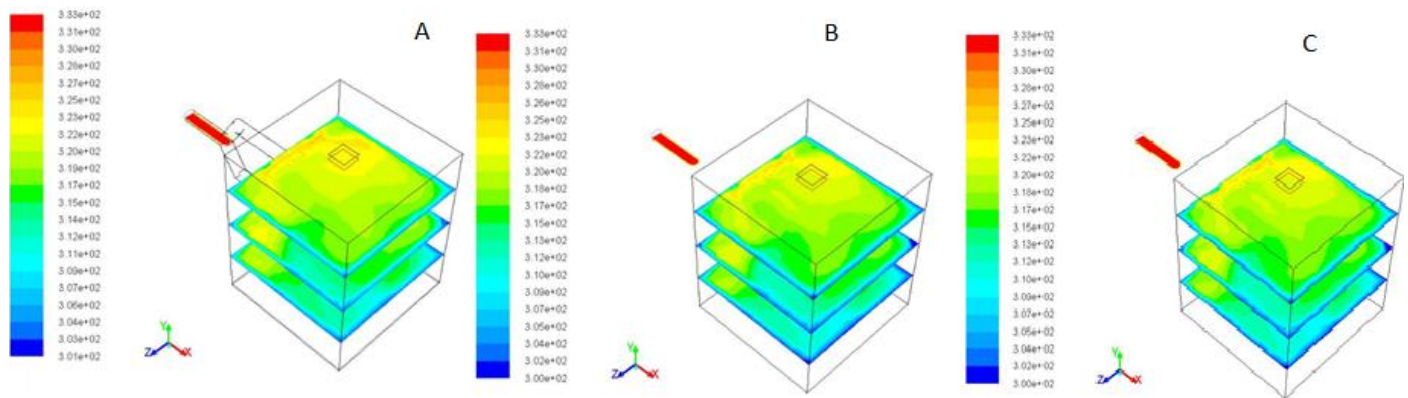 3.33e+02
3.31e+02
3.30e+02
3.28e+02
3.27e+02
3.25e+02
3.23e+02
3.22e+02
3.20e+02
3.19e+02
3.17e+02
3.15e+02
3.14e+02
3.12e+02
3.11e+02
3.09e+02
3.07e+02
3.06e+02
3.04e+02
3.03e+02
3.01e+02
A
Y
Z
X
3.33e+02
3.31e+02
3.30e+02
3.28e+02
3.26e+02
3.25e+02
3.23e+02
3.22e+02
3.20e+02
3.18e+02
3.17e+02
3.15e+02
3.13e+02
3.12e+02
3.10e+02
3.09e+02
3.07e+02
3.05e+02
3.04e+02
3.02e+02
3.00e+02
B
Y
Z
X
3.33e+02
3.31e+02
3.30e+02
3.28e+02
3.26e+02
3.25e+02
3.23e+02
3.22e+02
3.20e+02
3.18e+02
3.17e+02
3.15e+02
3.13e+02
3.12e+02
3.10e+02
3.09e+02
3.07e+02
3.05e+02
3.04e+02
3.02e+02
3.00e+02
C
Y
Z
X